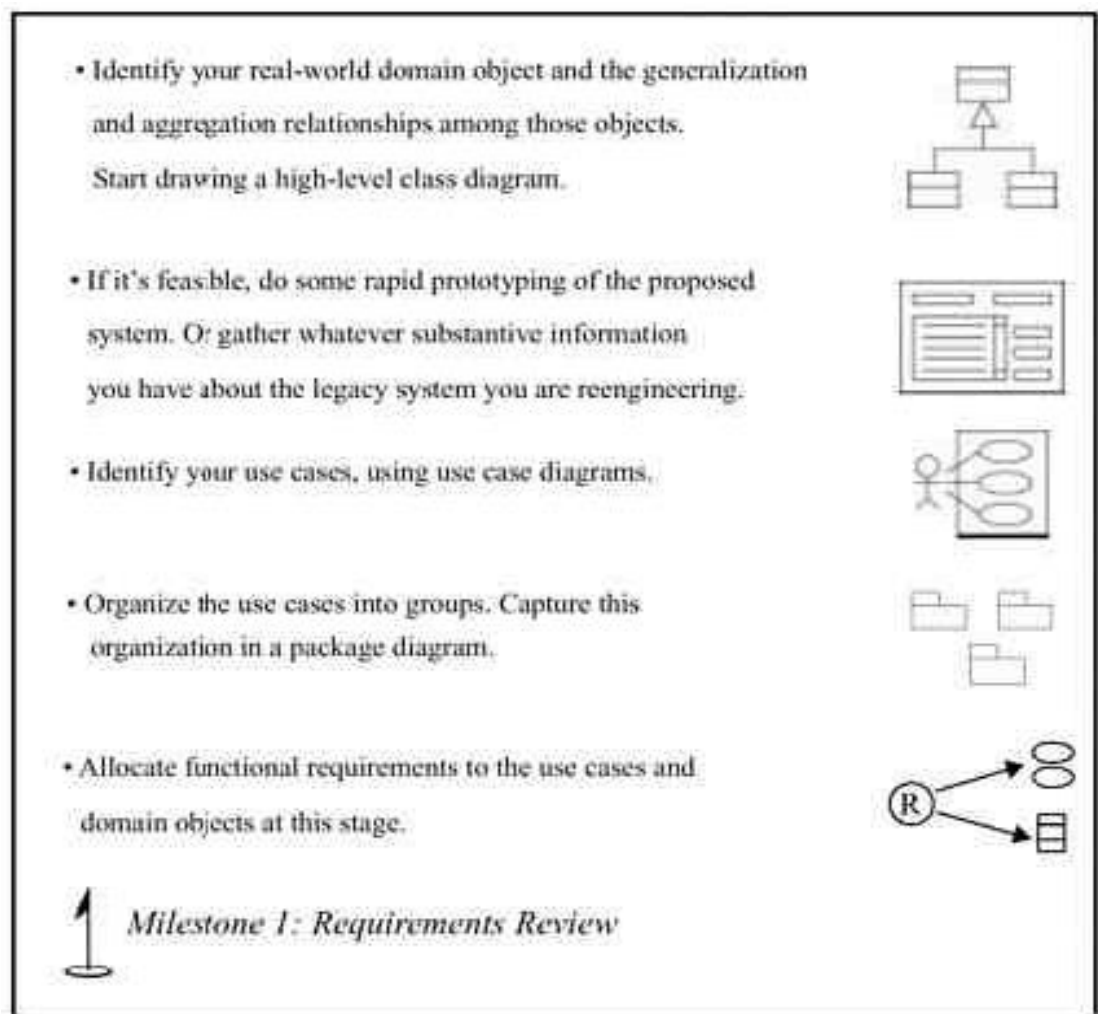 • Identify your real-world domain object and the generalization
and aggregation relationships among those objects.
Start drawing a high-level class diagram.
• If it's feasible, do some rapid prototyping of the proposed
system. Or gather whatever substantive information
you have about the legacy system you are reengineering.
• Identify your use cases, using use case diagrams.
• Organize the use cases into groups. Capture this
organization in a package diagram.
• Allocate functional requirements to the use cases and
domain objects at this stage.
R
Milestone 1: Requirements Review